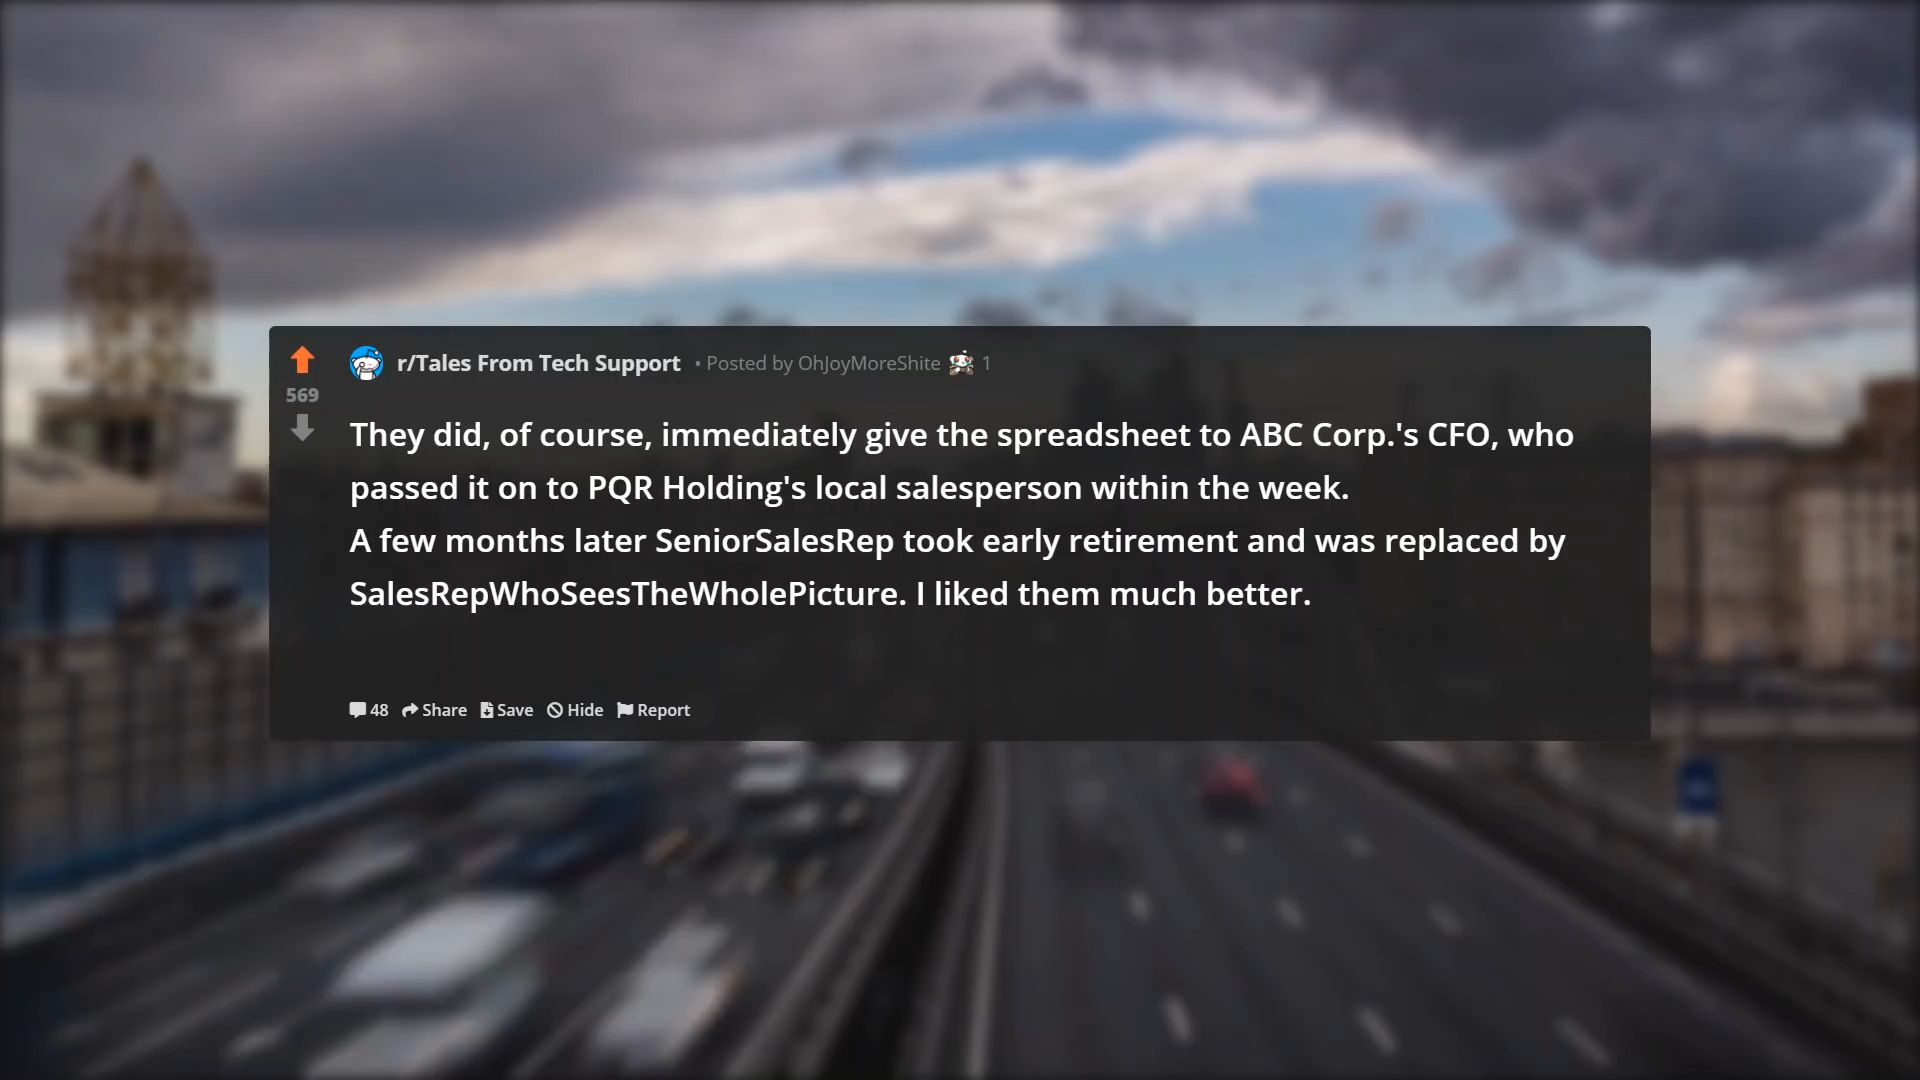 r/Tales From Tech Support • Posted by OhJoyMoreShite 1
569
They did, of course, immediately give the spreadsheet to ABC Corp.'s CFO, who
passed it on to PQR Holding's local salesperson within the week.
A few months later SeniorSalesRep took early retirement and was replaced by
SalesRepWhoSeesTheWholePicture. I liked them much better.
48 Share Save Hide Report